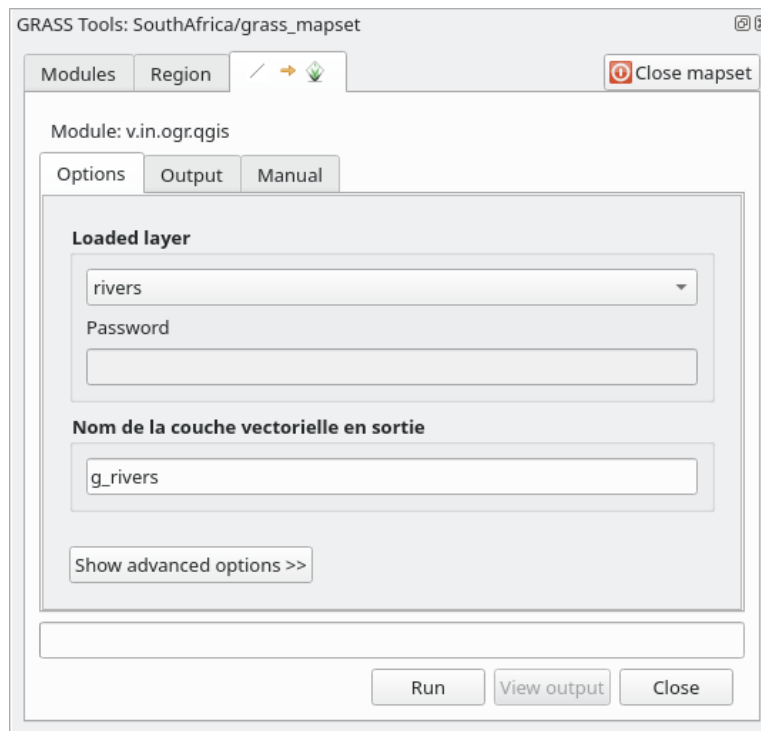 GRASS Tools: SouthAfrica/grass_mapset
Modules
Region
Close mapset
Module: v.in.ogr.qgis
Options
Output
Manual
Loaded layer
rivers
Password
Nom de la couche vectorielle en sortie
g_rivers
Show advanced options >>
Run
View output
Close